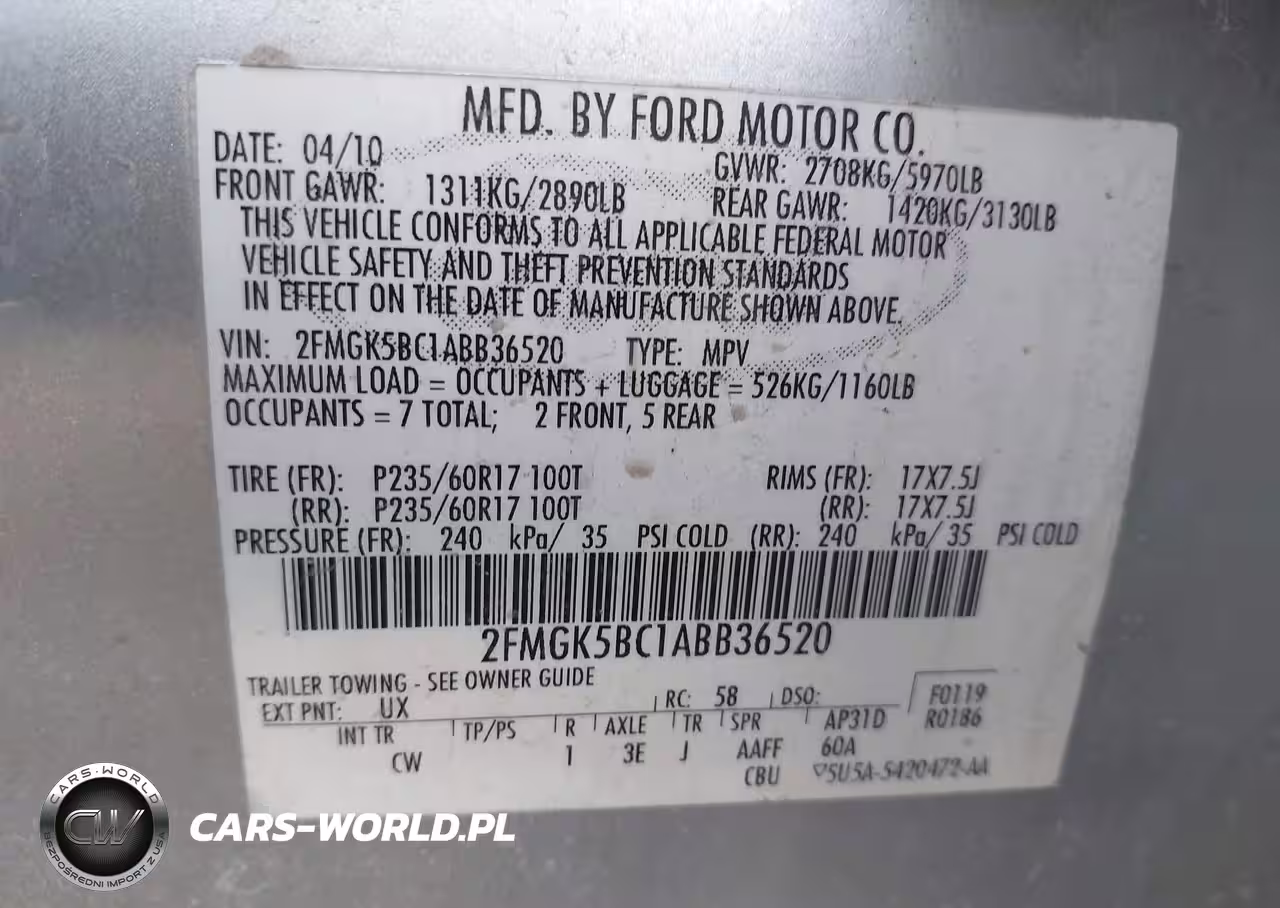 MFD. BY FORD MOTOR CO.
DATE: 04/10 GVWR: 2708KG/5970LB
FRONT GAWR: 1311KG/2890LB REAR GAWR: 1420KG/3130LB
THIS VEHICLE CONFORMS TO ALL APPLICABLE FEDERAL MOTOR
VEHICLE SAFETY AND THEFT PREVENTION STANDARDS
IN EFFECT ON THE DATE OF MANUFACTURE SHOWN ABOVE.
VIN: 2FMGK5BC1ABB36520 TYPE: MPV
MAXIMUM LOAD = OCCUPANTS + LUGGAGE = 526KG/1160LB
OCCUPANTS = 7 TOTAL; 2 FRONT, 5 REAR
TIRE (FR): P235/60R17 100T RIMS (FR): 17X7.5J
(RR): P235/60R17 100T (RR): 17X7.5J
PRESSURE (FR): 240 kPa/ 35 PSI COLD (RR): 240 kPa/ 35 PSI COLD
2FMGK5BC1ABB36520
TRAILER TOWING - SEE OWNER GUIDE
EXT PNT: UX RC: 58 DSO: F0119
INT TR TP/PS R AXLE TR SPR AP31D R0186
CW 1 3E J AAFF 60A
CBU 5U5A-5420472-AA
CARS-WORLD
CW
BEZPOŚREDNI IMPORT Z USA
CARS-WORLD.PL